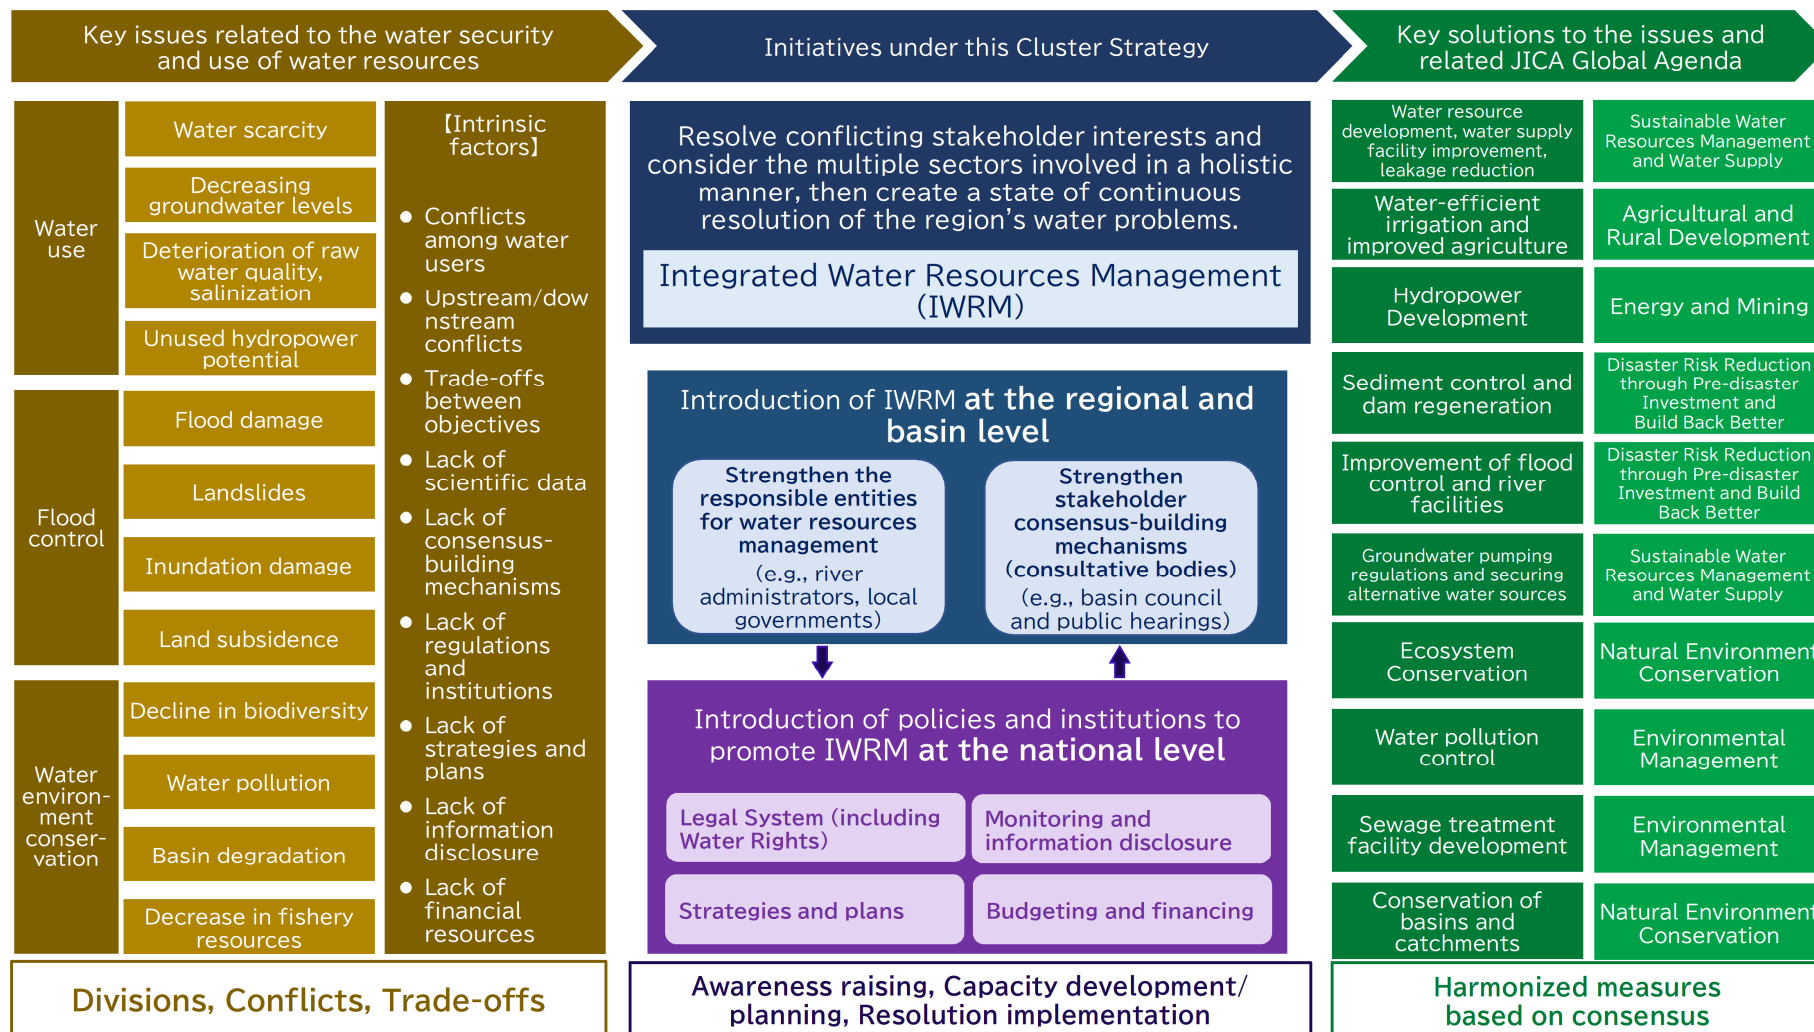 Key issues related to the water security
and use of water resources
Initiatives under this Cluster Strategy
Key solutions to the issues and
related JICA Global Agenda
Water
use
Water scarcity
Decreasing
groundwater levels
Deterioration of raw
water quality,
salinization
Unused hydropower
potential
Flood
control
Flood damage
Landslides
Inundation damage
Land subsidence
Water
environ-
ment
conser-
vation
Decline in biodiversity
Water pollution
Basin degradation
Decrease in fishery
resources
【Intrinsic
factors】
● Conflicts
among water
users
● Upstream/dow
nstream
conflicts
● Trade-offs
between
objectives
● Lack of
scientific data
● Lack of
consensus-
building
mechanisms
● Lack of
regulations
and
institutions
● Lack of
strategies and
plans
● Lack of
information
disclosure
● Lack of
financial
resources
Divisions, Conflicts, Trade-offs
Resolve conflicting stakeholder interests and
consider the multiple sectors involved in a holistic
manner, then create a state of continuous
resolution of the region's water problems.
Integrated Water Resources Management
(IWRM)
Introduction of IWRM at the regional and
basin level
Strengthen the
responsible entities
for water resources
management
(e.g., river
administrators, local
governments)
Strengthen
stakeholder
consensus-building
mechanisms
(consultative bodies)
(e.g., basin council
and public hearings)
Introduction of policies and institutions to
promote IWRM at the national level
Legal System (including
Water Rights)
Monitoring and
information disclosure
Strategies and plans
Budgeting and financing
Awareness raising, Capacity development/
planning, Resolution implementation
Water resource
development, water supply
facility improvement,
leakage reduction
Sustainable Water
Resources Management
and Water Supply
Water-efficient
irrigation and
improved agriculture
Agricultural and
Rural Development
Hydropower
Development
Energy and Mining
Sediment control and
dam regeneration
Disaster Risk Reduction
through Pre-disaster
Investment and
Build Back Better
Improvement of flood
control and river
facilities
Disaster Risk Reduction
through Pre-disaster
Investment and Build
Back Better
Groundwater pumping
regulations and securing
alternative water sources
Sustainable Water
Resources Management
and Water Supply
Ecosystem
Conservation
Natural Environment
Conservation
Water pollution
control
Environmental
Management
Sewage treatment
facility development
Environmental
Management
Conservation of
basins and
catchments
Natural Environment
Conservation
Harmonized measures
based on consensus